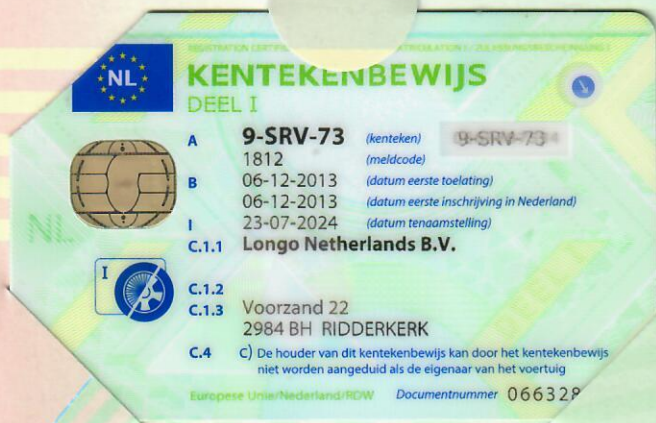 REGISTRATION CERTIFICATE
NL
KENTEKENBEWIJS
DEEL I
A 9-SRV-73 (kenteken) 9-SRV-73
1812 (meldcode)
B 06-12-2013 (datum eerste toelating)
06-12-2013 (datum eerste inschrijving in Nederland)
I 23-07-2024 (datum tenaamstelling)
C.1.1 Longo Netherlands B.V.
NL
I
C.1.2
C.1.3 Voorzand 22
2984 BH RIDDERKERK
C.4 C) De houder van dit kentekenbewijs kan door het kentekenbewijs
niet worden aangeduid als de eigenaar van het voertuig
Europese Unie/Nederland/RDW Documentnummer 066328